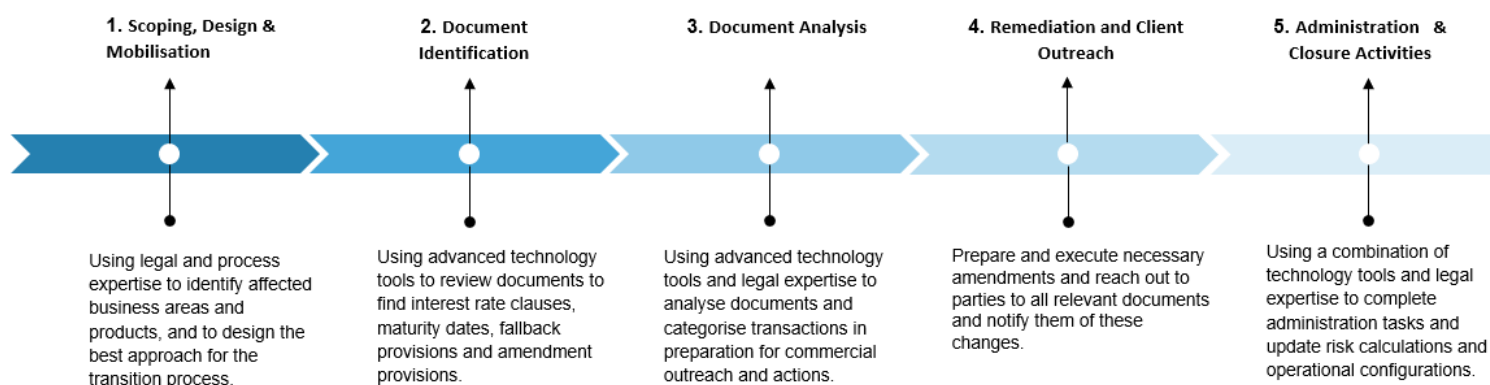 1. Scoping, Design &
Mobilisation
2. Document
Identification
3. Document Analysis
4. Remediation and Client
Outreach
5. Administration &
Closure Activities
Using legal and process
expertise to identify affected
business areas and
products, and to design the
best approach for the
transition process.
Using advanced technology
tools to review documents to
find interest rate clauses,
maturity dates, fallback
provisions and amendment
provisions.
Using advanced technology
tools and legal expertise to
analyse documents and
categorise transactions in
preparation for commercial
outreach and actions.
Prepare and execute necessary
amendments and reach out to
parties to all relevant documents
and notify them of these
changes.
Using a combination of
technology tools and legal
expertise to complete
administration tasks and
update risk calculations and
operational configurations.